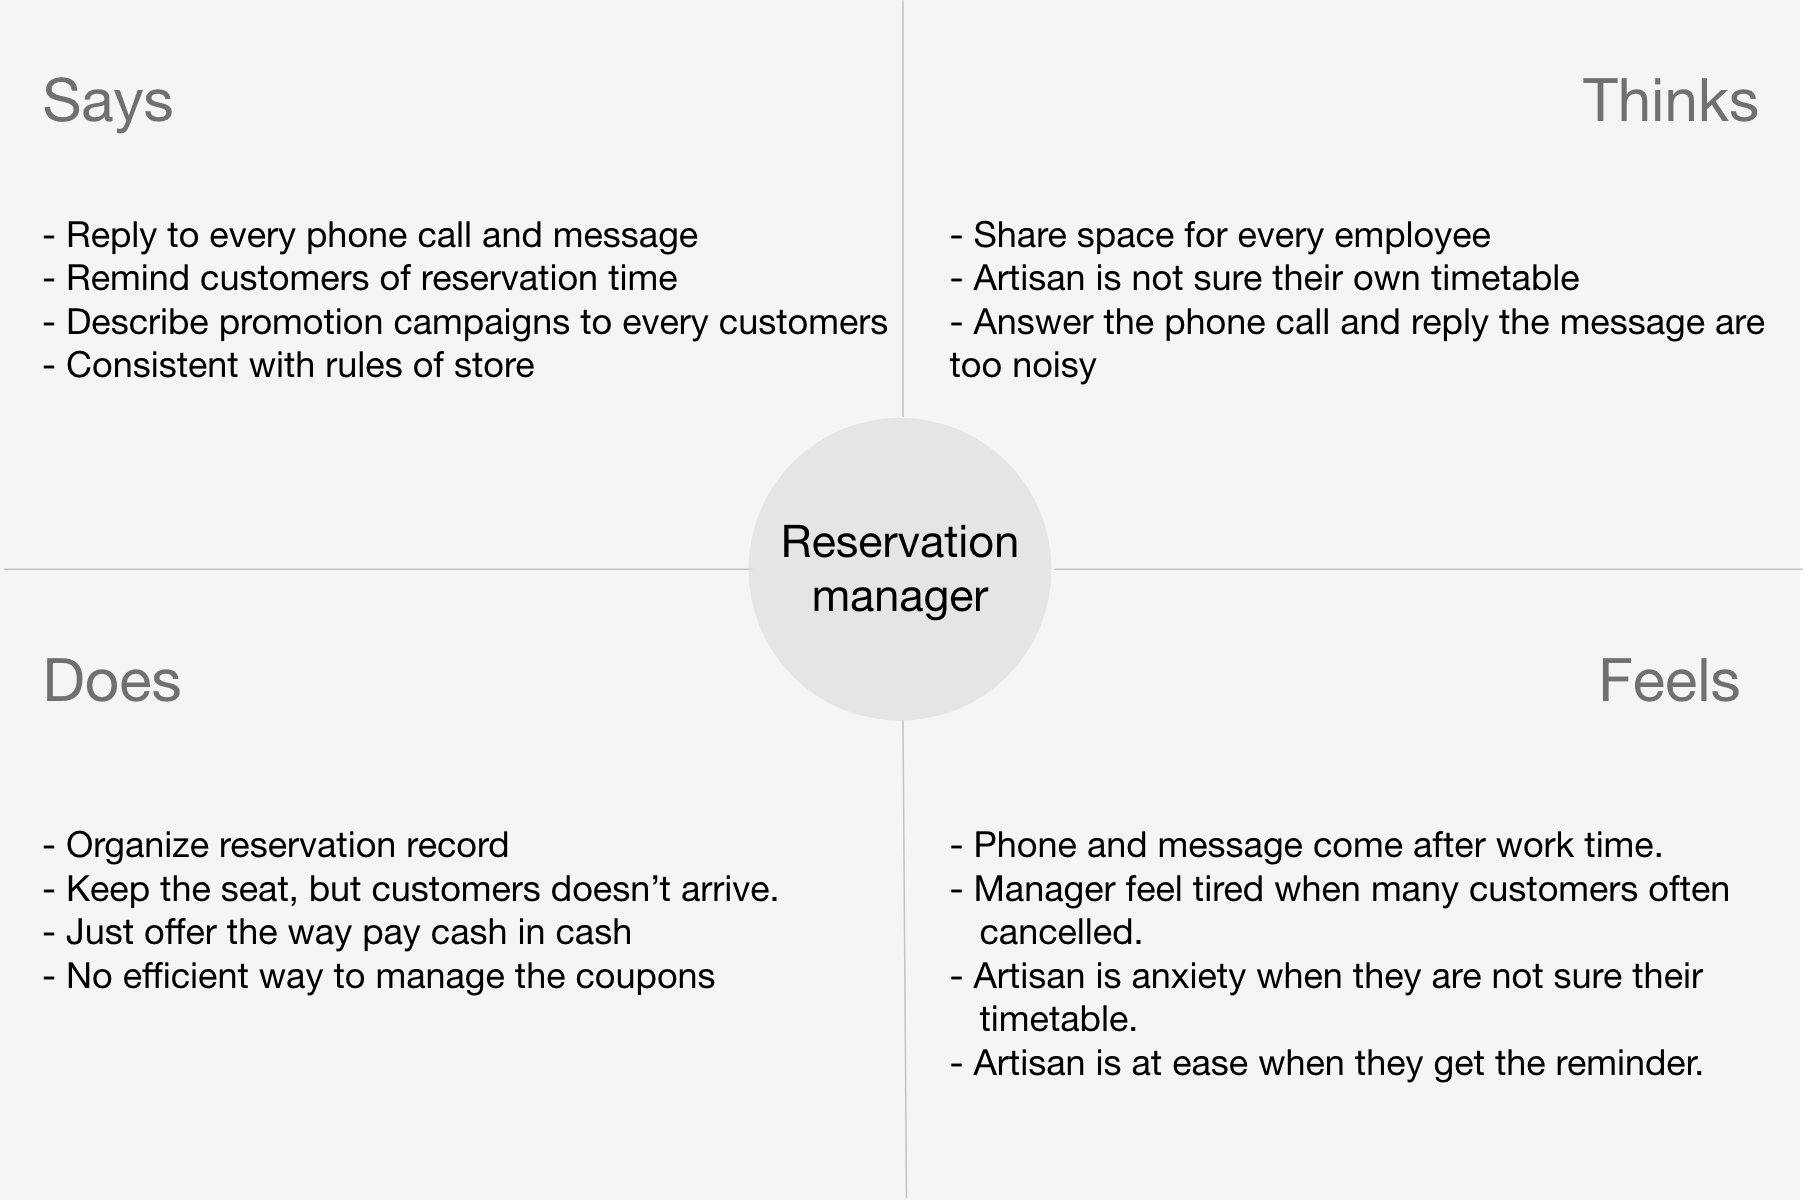 Says
- Reply to every phone call and message
- Remind customers of reservation time
- Describe promotion campaigns to every customers
- Consistent with rules of store
Thinks
- Share space for every employee
- Artisan is not sure their own timetable
- Answer the phone call and reply the message are
too noisy
Reservation
manager
Does
- Organize reservation record
- Keep the seat, but customers doesn’t arrive.
- Just offer the way pay cash in cash
- No efficient way to manage the coupons
Feels
- Phone and message come after work time.
- Manager feel tired when many customers often
cancelled.
- Artisan is anxiety when they are not sure their
timetable.
- Artisan is at ease when they get the reminder.